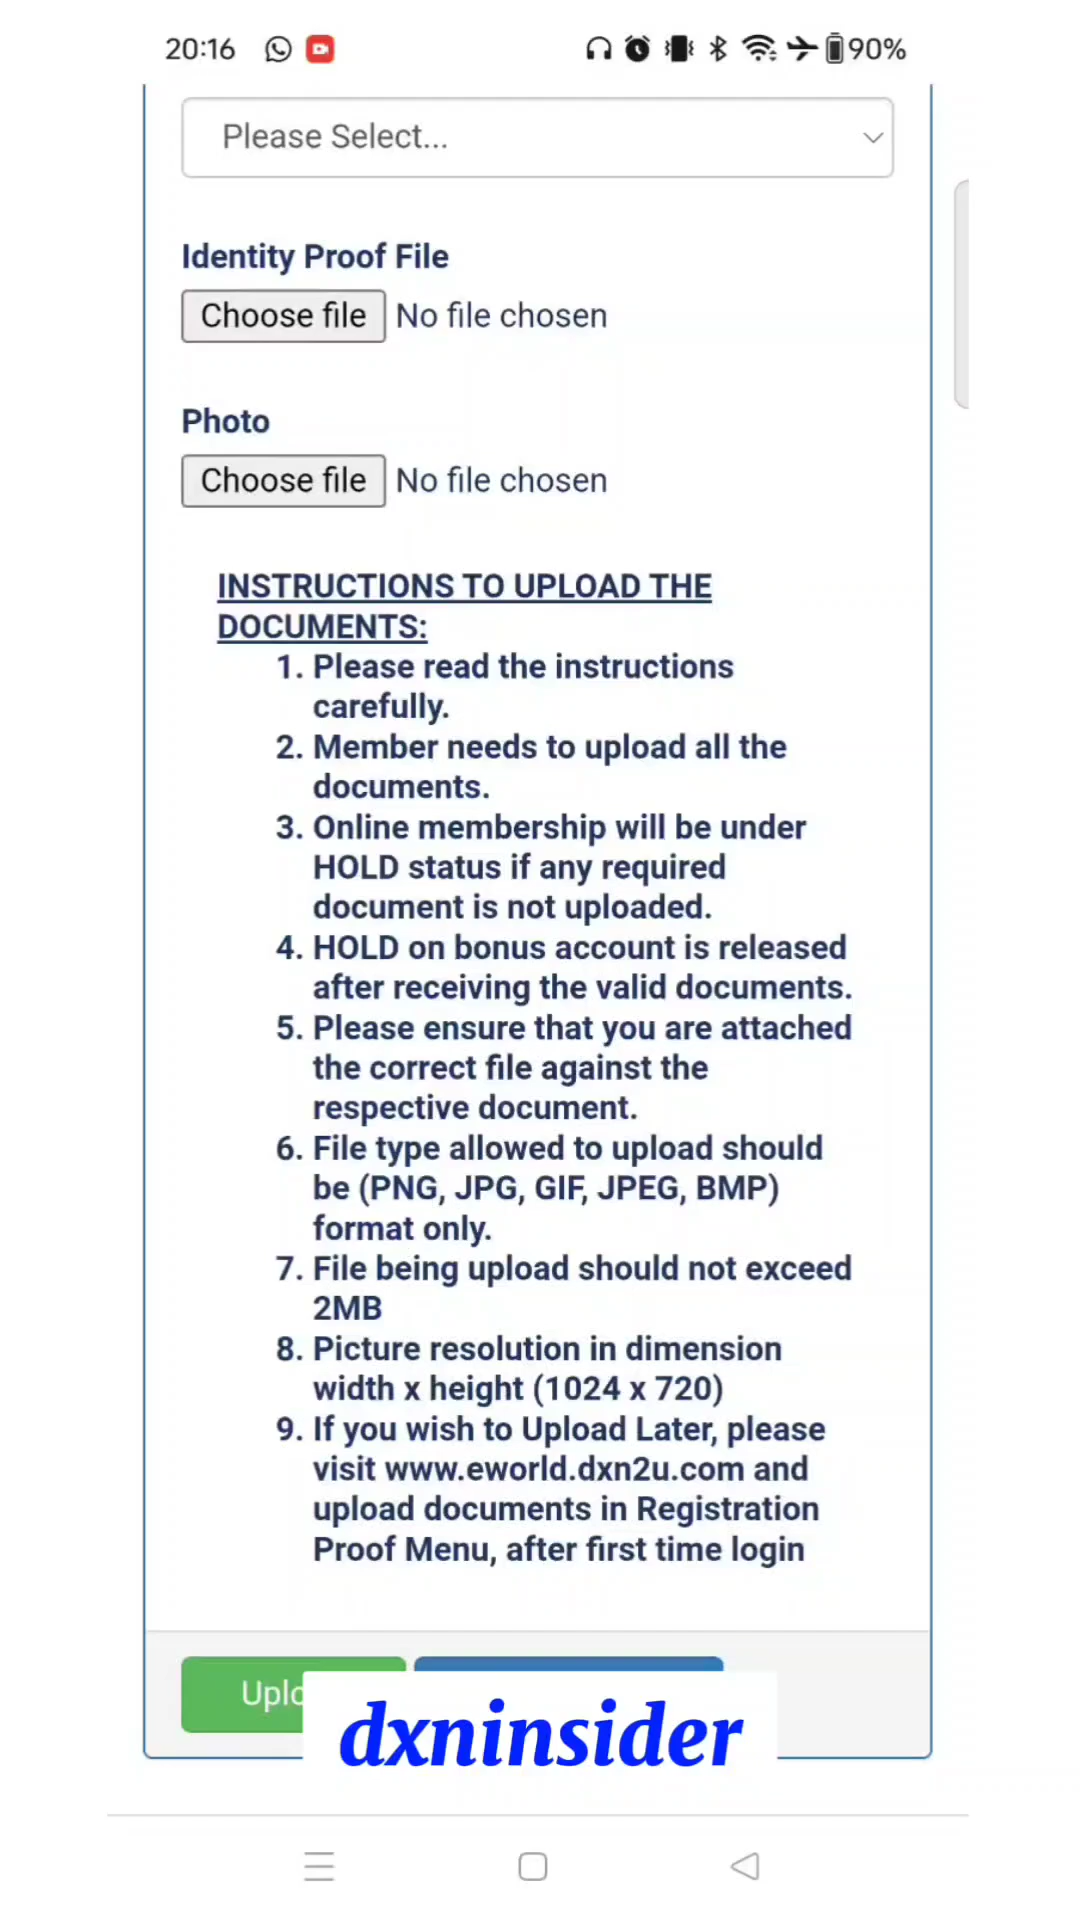 20:16
90%
Please Select...
Identity Proof File
Choose file No file chosen
Photo
Choose file No file chosen
INSTRUCTIONS TO UPLOAD THE
DOCUMENTS:
1. Please read the instructions
carefully.
2. Member needs to upload all the
documents.
3. Online membership will be under
HOLD status if any required
document is not uploaded.
4. HOLD on bonus account is released
after receiving the valid documents.
5. Please ensure that you are attached
the correct file against the
respective document.
6. File type allowed to upload should
be (PNG, JPG, GIF, JPEG, BMP)
format only.
7. File being upload should not exceed
2MB
8. Picture resolution in dimension
width x height (1024 x 720)
9. If you wish to Upload Later, please
visit www.eworld.dxn2u.com and
upload documents in Registration
Proof Menu, after first time login
dxninsider